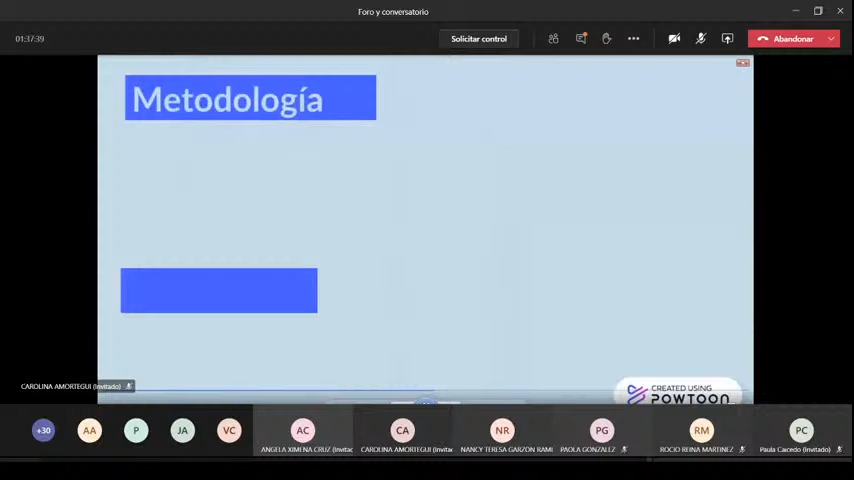 Foro y conversatorio
01:37:39
Solicitar control
Abandonar
Metodología
CAROLINA AMORTEGUI (Invitado)
CREATED USING
POWTOON
+30
AA
P
JA
VC
AC
CA
NR
PG
RM
PC
ANGELA XIMENA CRUZ (Invitado
CAROLINA AMORTEGUI (Invitac
NANCY TERESA GARZON RAMI
PAOLA GONZALEZ
ROCIO REINA MARTINEZ
Paula Caicedo (Invitado)